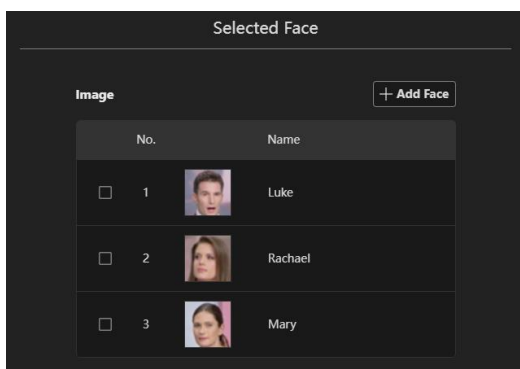 Selected Face
Image
+ Add Face
No. Name
1 Luke
2 Rachael
3 Mary